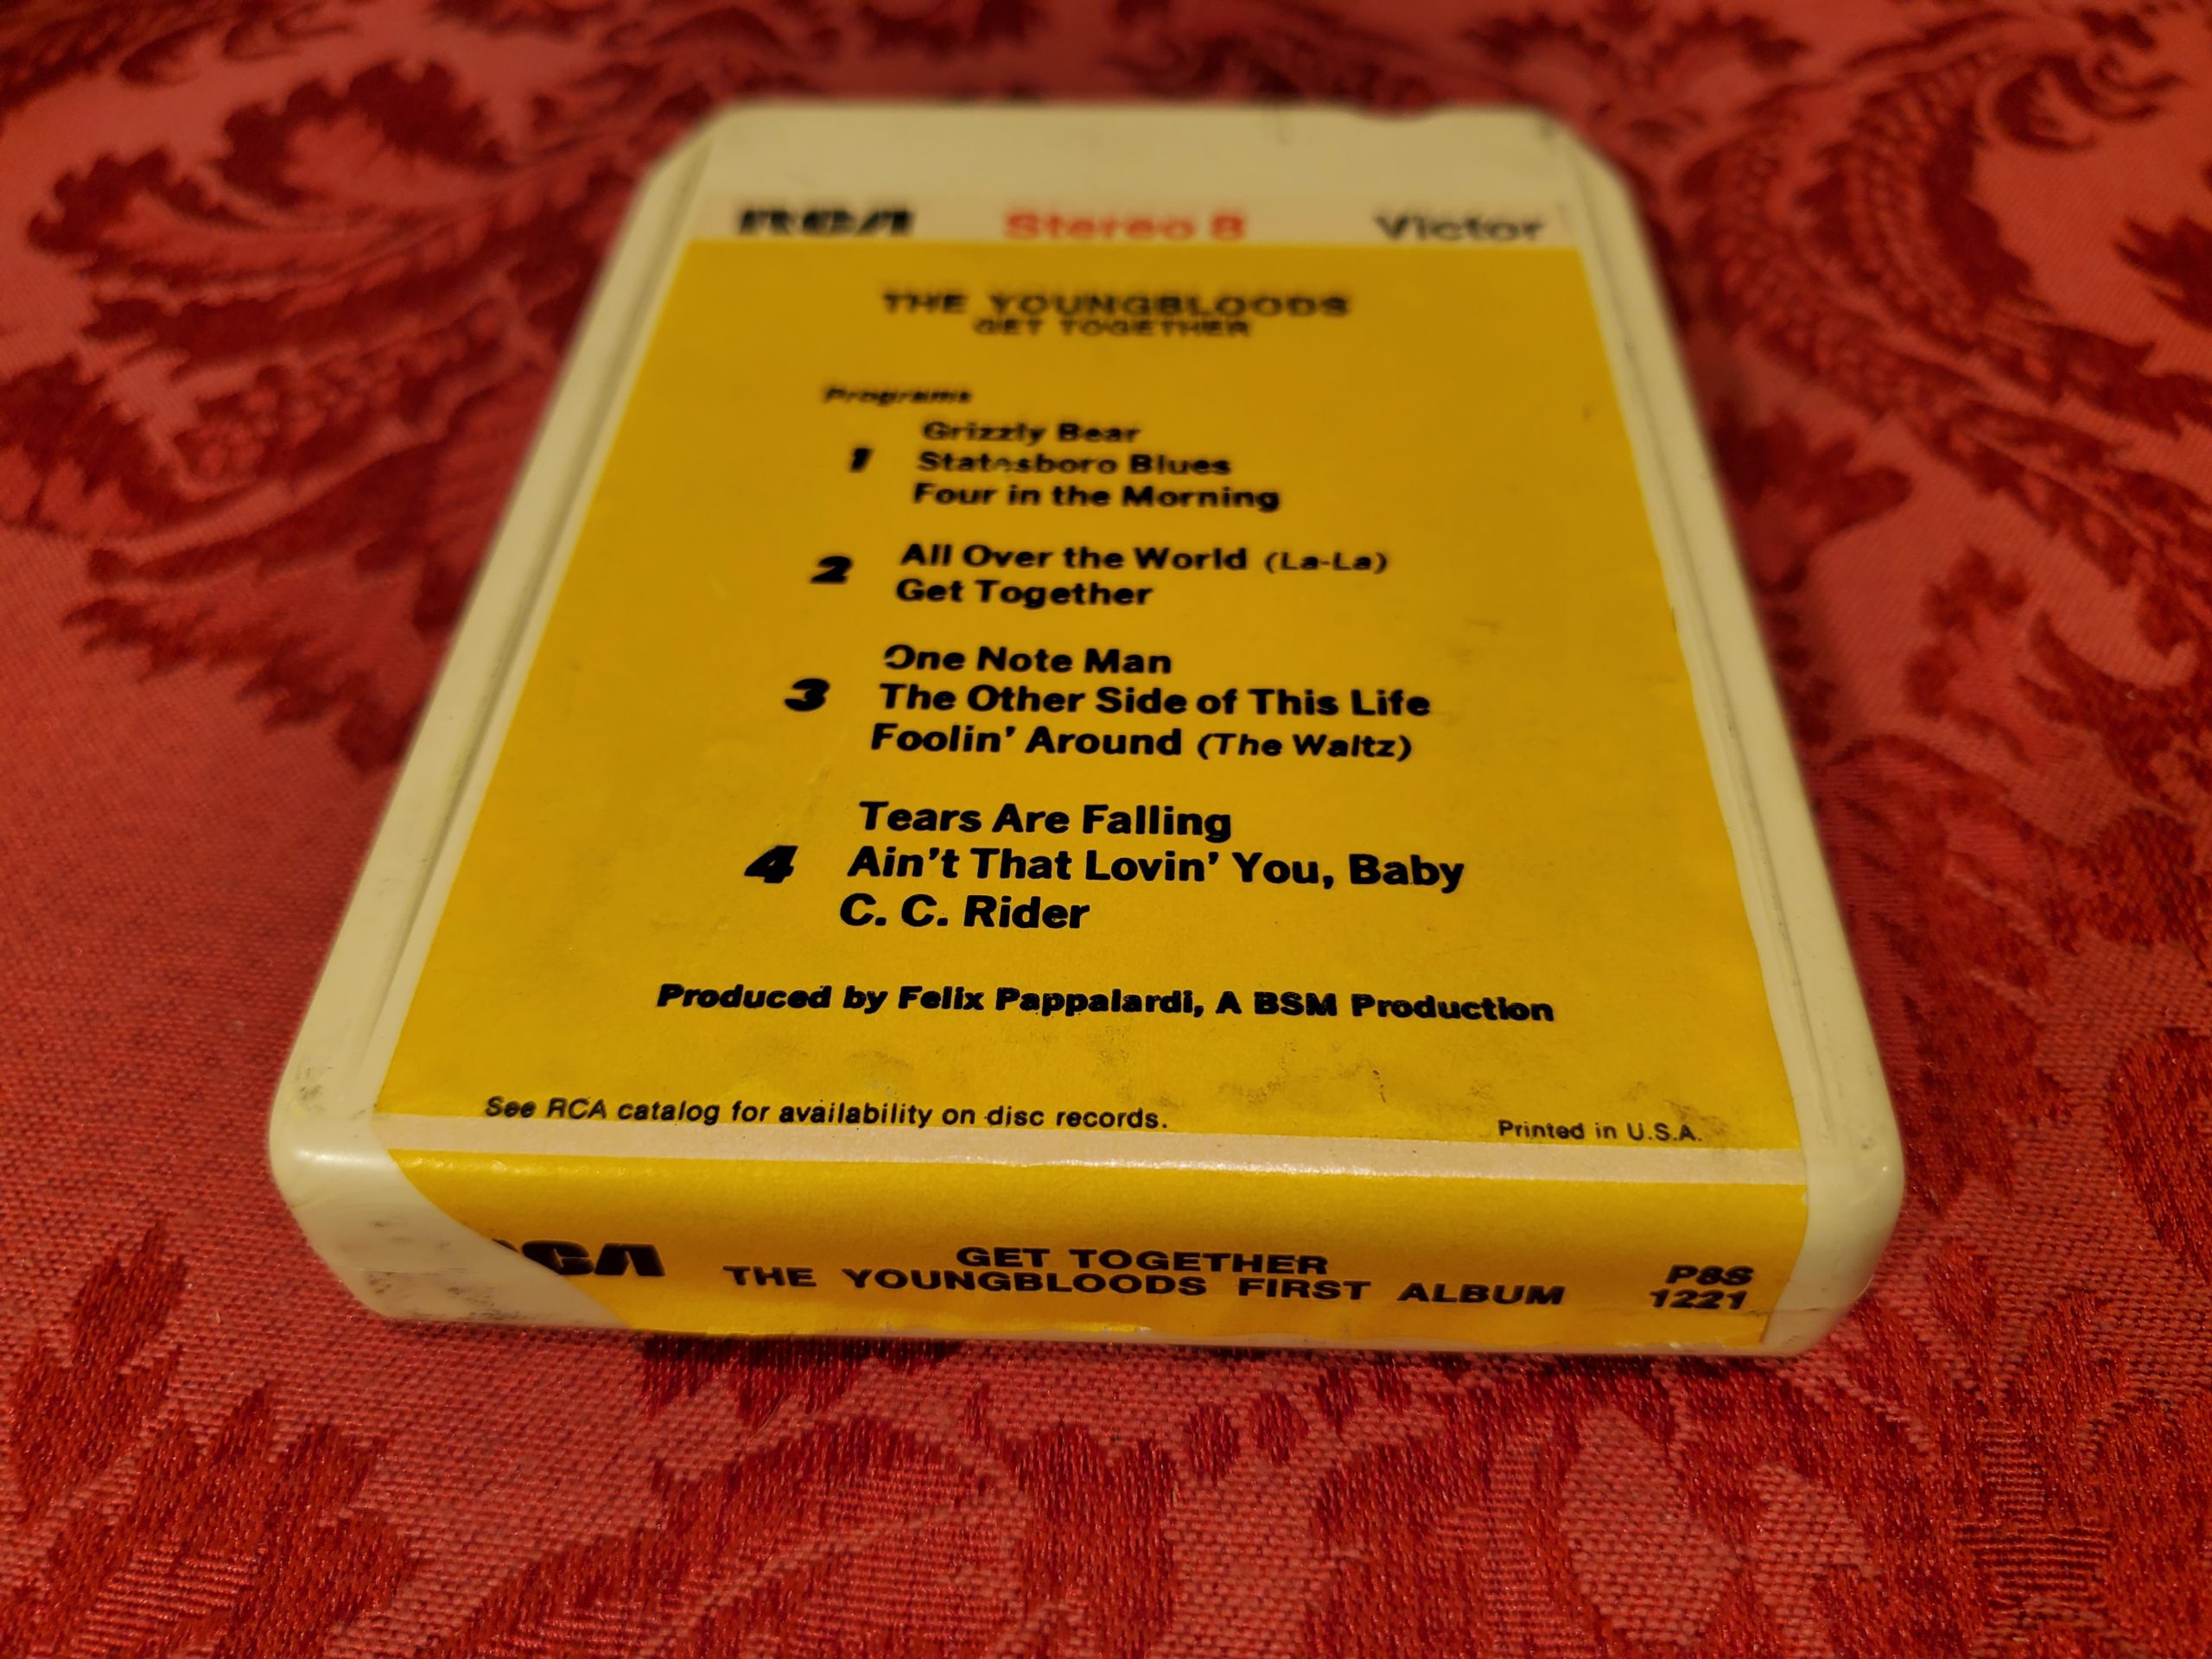 RCA Stereo 8 Victor
THE YOUNGBLOODS
GET TOGETHER
Programs
Grizzly Bear
1 Statesboro Blues
Four in the Morning
2 All Over the World (La-La)
Get Together
One Note Man
3 The Other Side of This Life
Foolin' Around (The Waltz)
Tears Are Falling
4 Ain't That Lovin' You, Baby
C. C. Rider
Produced by Felix Pappalardi, A BSM Production
See RCA catalog for availability on disc records.
Printed in U.S.A.
RCA
GET TOGETHER
THE YOUNGBLOODS FIRST ALBUM
P8S
1221